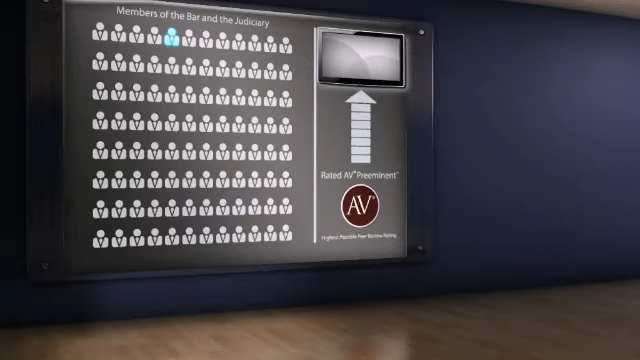 Members of the Bar and the Judiciary
Rated AV® Preeminent™
AV®
Highest Possible Peer Review Rating